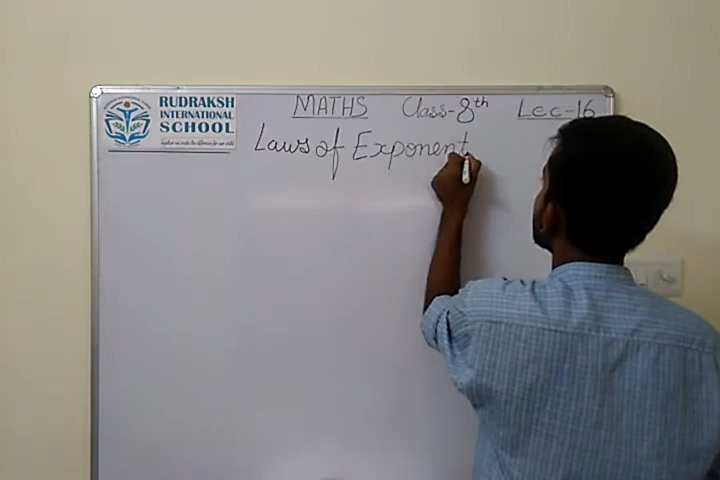 RUDRAKSH
INTERNATIONAL
SCHOOL
MATHS Class-8th Lec-16
Laws of Exponent